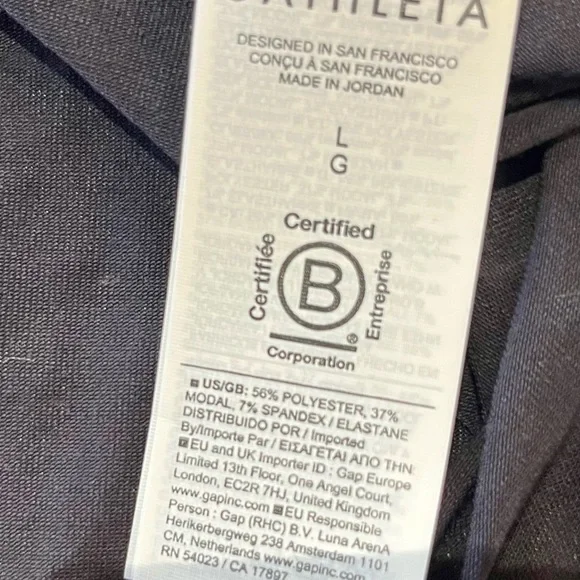 ATHLETA
DESIGNED IN SAN FRANCISCO
CONÇU À SAN FRANCISCO
MADE IN JORDAN
L
G
Certified
Certifiée
B
Entreprise
®
Corporation
US/GB: 56% POLYESTER, 37%
MODAL, 7% SPANDEX / ELASTANE
DISTRIBUIDO POR / Imported
By/Importe Par / ΕΙΣΑΓΕΤΑΙ ΑΠΟ ΤΗΝ
EU and UK Importer ID : Gap Europe
Limited 13th Floor, One Angel Court,
London, EC2R 7HJ, United Kingdom
www.gapinc.com EU Responsible
Person : Gap (RHC) B.V. Luna ArenA
Herikerbergweg 238 Amsterdam 1101
CM, Netherlands www.gapinc.com
RN 54023 / CA 17897